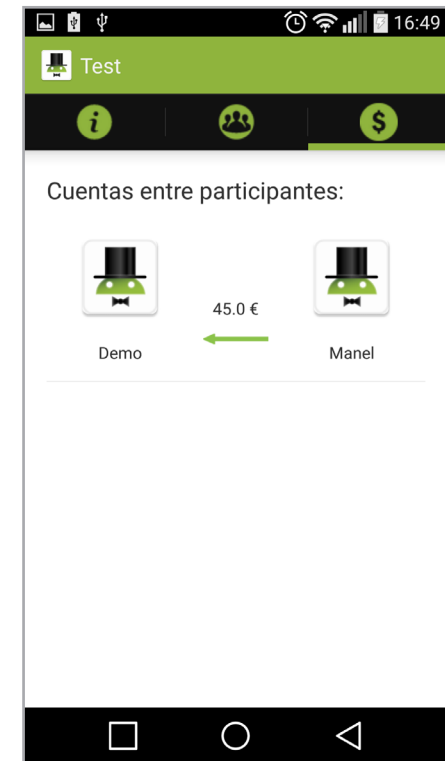 16:49
Test
i
$
Cuentas entre participantes:
45.0 €
Demo
Manel